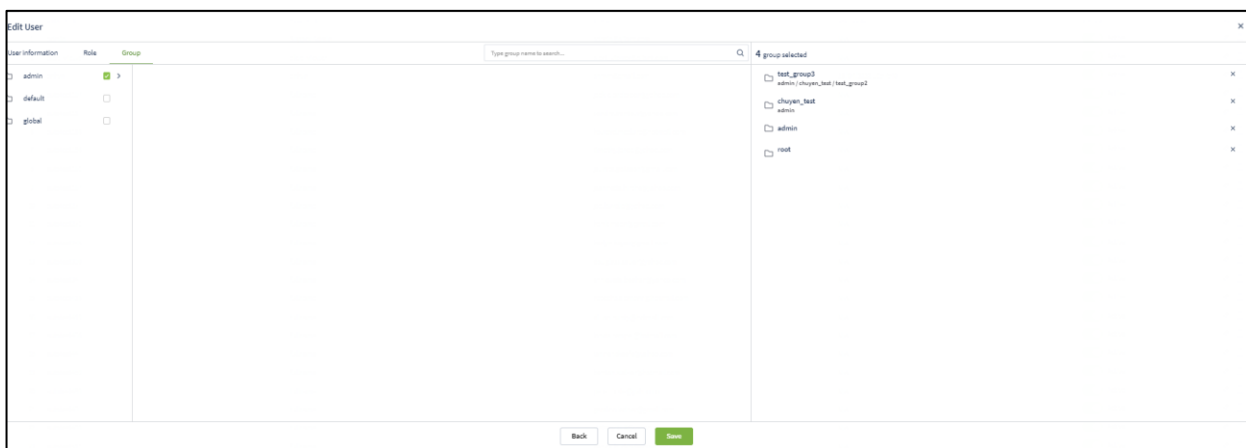 Edit User
User information Role Group
Type group name to search...
4 group selected
admin
default
global
test_group3
admin / chuyen_test / test_group2
chuyen_test
admin
admin
root
Back Cancel Save